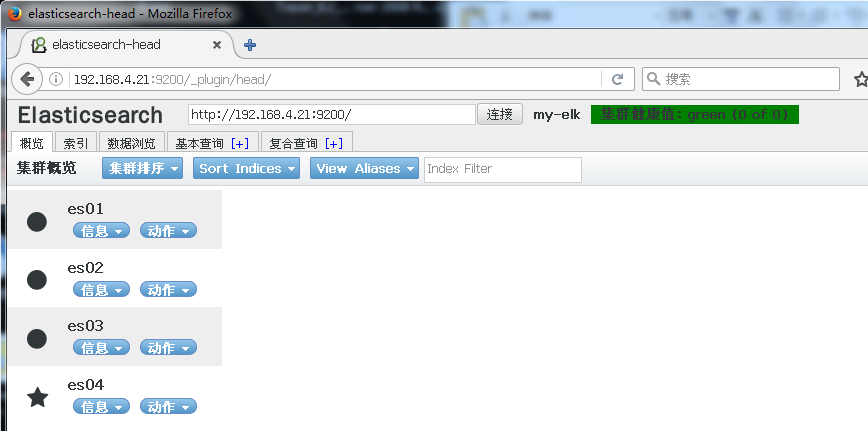 elasticsearch-head - Mozilla Firefox
elasticsearch-head
192.168.4.21:9200/_plugin/head/
搜索
Elasticsearch http://192.168.4.21:9200/ 连接 my-elk 集群健康值: green (0 of 0)
概览 索引 数据浏览 基本查询 [+] 复合查询 [+]
集群概览 集群排序 Sort Indices View Aliases Index Filter
es01
信息 动作
es02
信息 动作
es03
信息 动作
es04
信息 动作